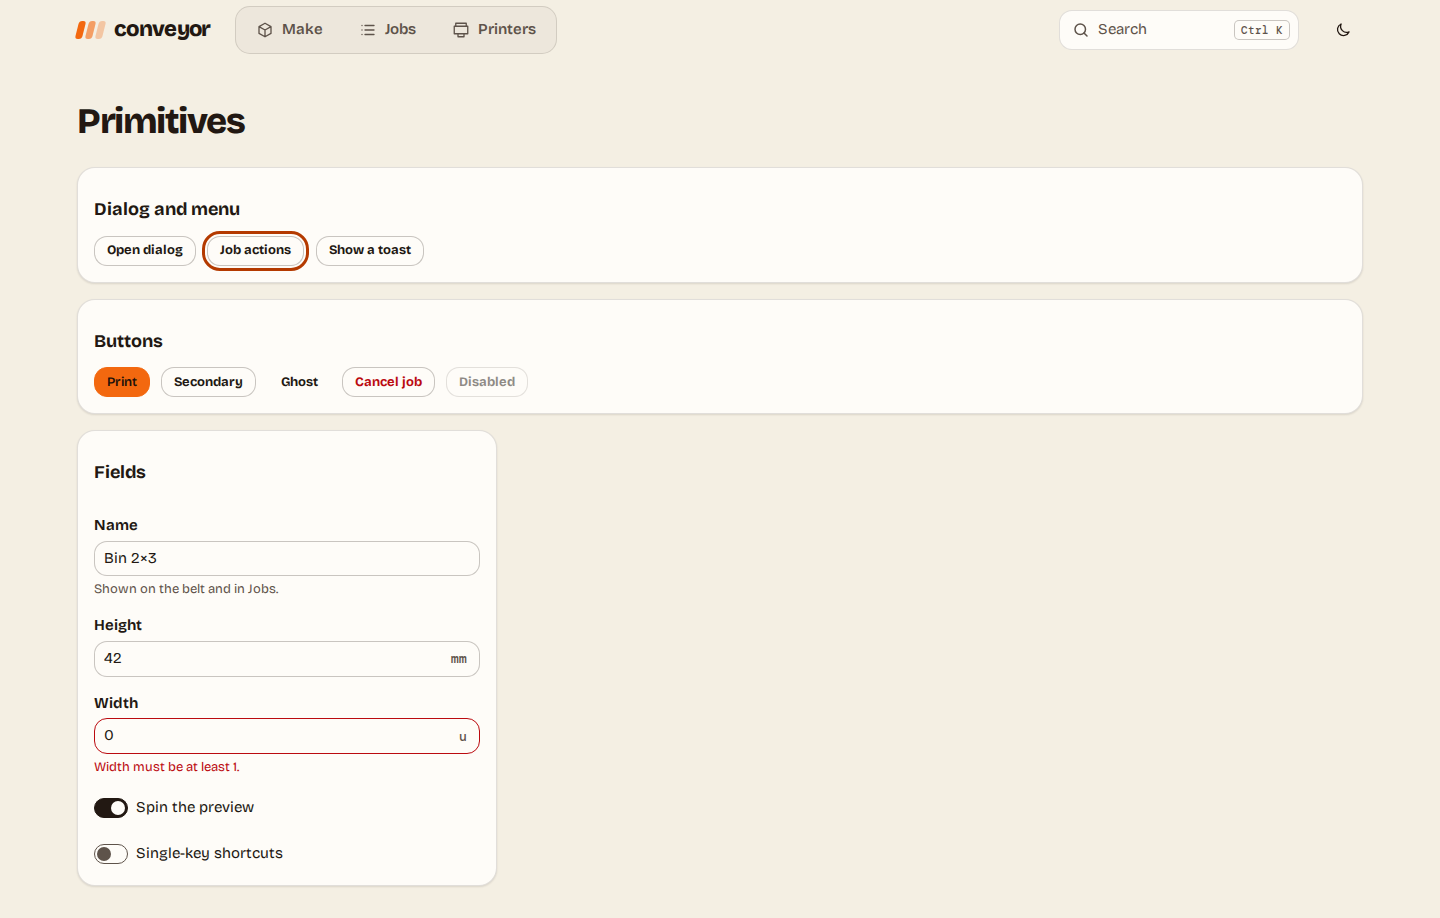 conveyor
Make
Jobs
Printers
Search
Ctrl K
Primitives
Dialog and menu
Open dialog
Job actions
Show a toast
Buttons
Print
Secondary
Ghost
Cancel job
Disabled
Fields
Name
Bin 2×3
Shown on the belt and in Jobs.
Height
42
mm
Width
0
u
Width must be at least 1.
Spin the preview
Single-key shortcuts